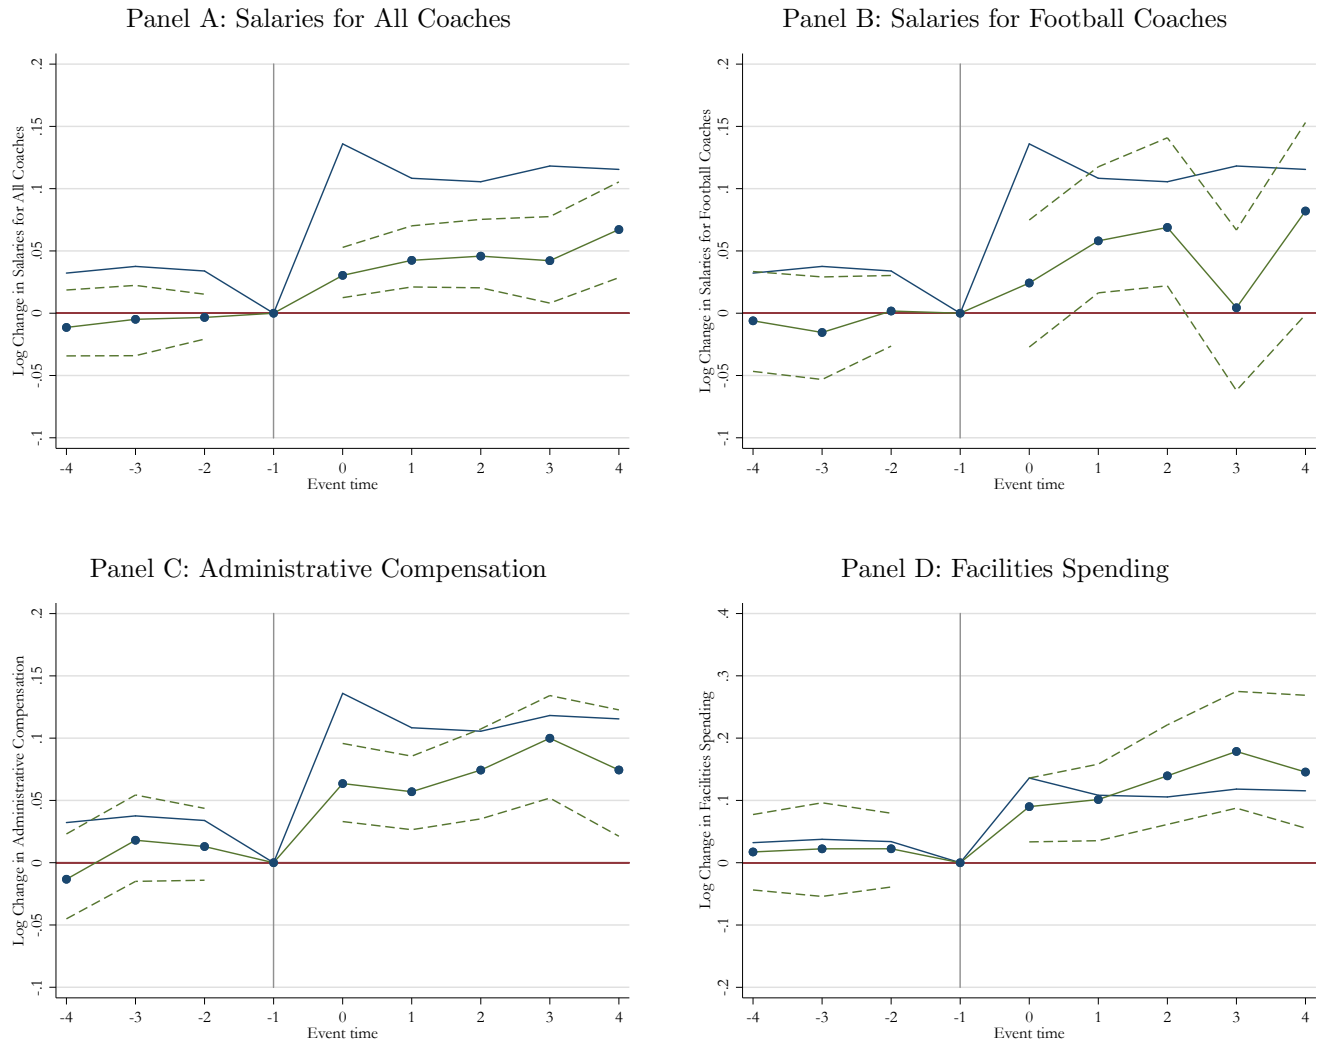 Panel A: Salaries for All Coaches
Log Change in Salaries for All Coaches
.2
.15
.1
.05
0
-.05
-.1
-4 -3 -2 -1 0 1 2 3 4
Event time
Panel B: Salaries for Football Coaches
Log Change in Salaries for Football Coaches
.2
.15
.1
.05
0
-.05
-.1
-4 -3 -2 -1 0 1 2 3 4
Event time
Panel C: Administrative Compensation
Log Change in Administrative Compensation
.2
.15
.1
.05
0
-.05
-.1
-4 -3 -2 -1 0 1 2 3 4
Event time
Panel D: Facilities Spending
Log Change in Facilities Spending
.4
.3
.2
.1
0
-.1
-.2
-4 -3 -2 -1 0 1 2 3 4
Event time